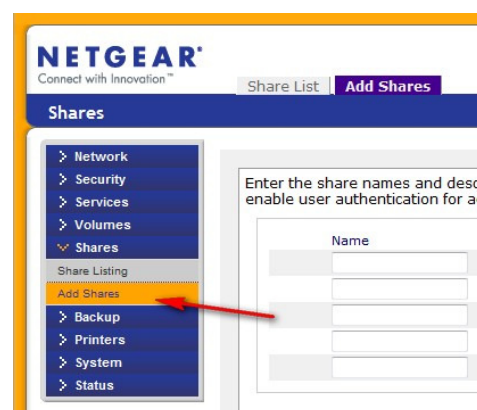 NETGEAR
Connect with Innovation™
Share List
Add Shares
Shares
Network
Security
Services
Volumes
Shares
Share Listing
Add Shares
Backup
Printers
System
Status
Enter the share names and
enable user authentication for
Name